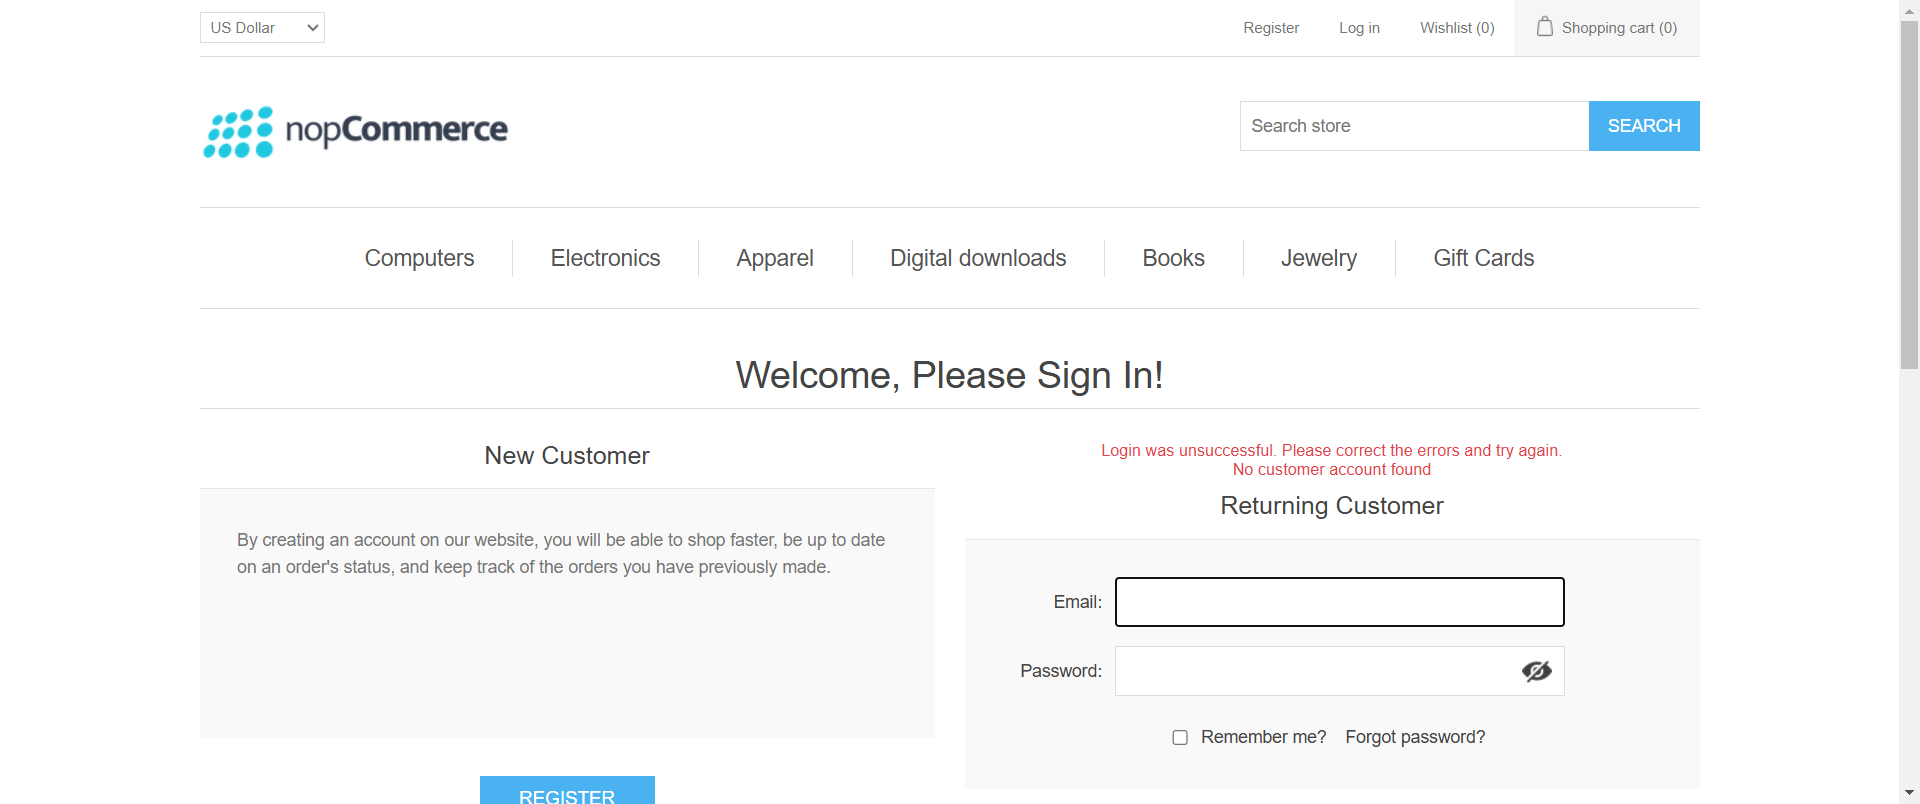 US Dollar
Register
Log in
Wishlist (0)
Shopping cart (0)
nopCommerce
Search store
SEARCH
Computers
Electronics
Apparel
Digital downloads
Books
Jewelry
Gift Cards
Welcome, Please Sign In!
New Customer
By creating an account on our website, you will be able to shop faster, be up to date
on an order's status, and keep track of the orders you have previously made.
REGISTER
Login was unsuccessful. Please correct the errors and try again.
No customer account found
Returning Customer
Email:
Password:
Remember me?
Forgot password?